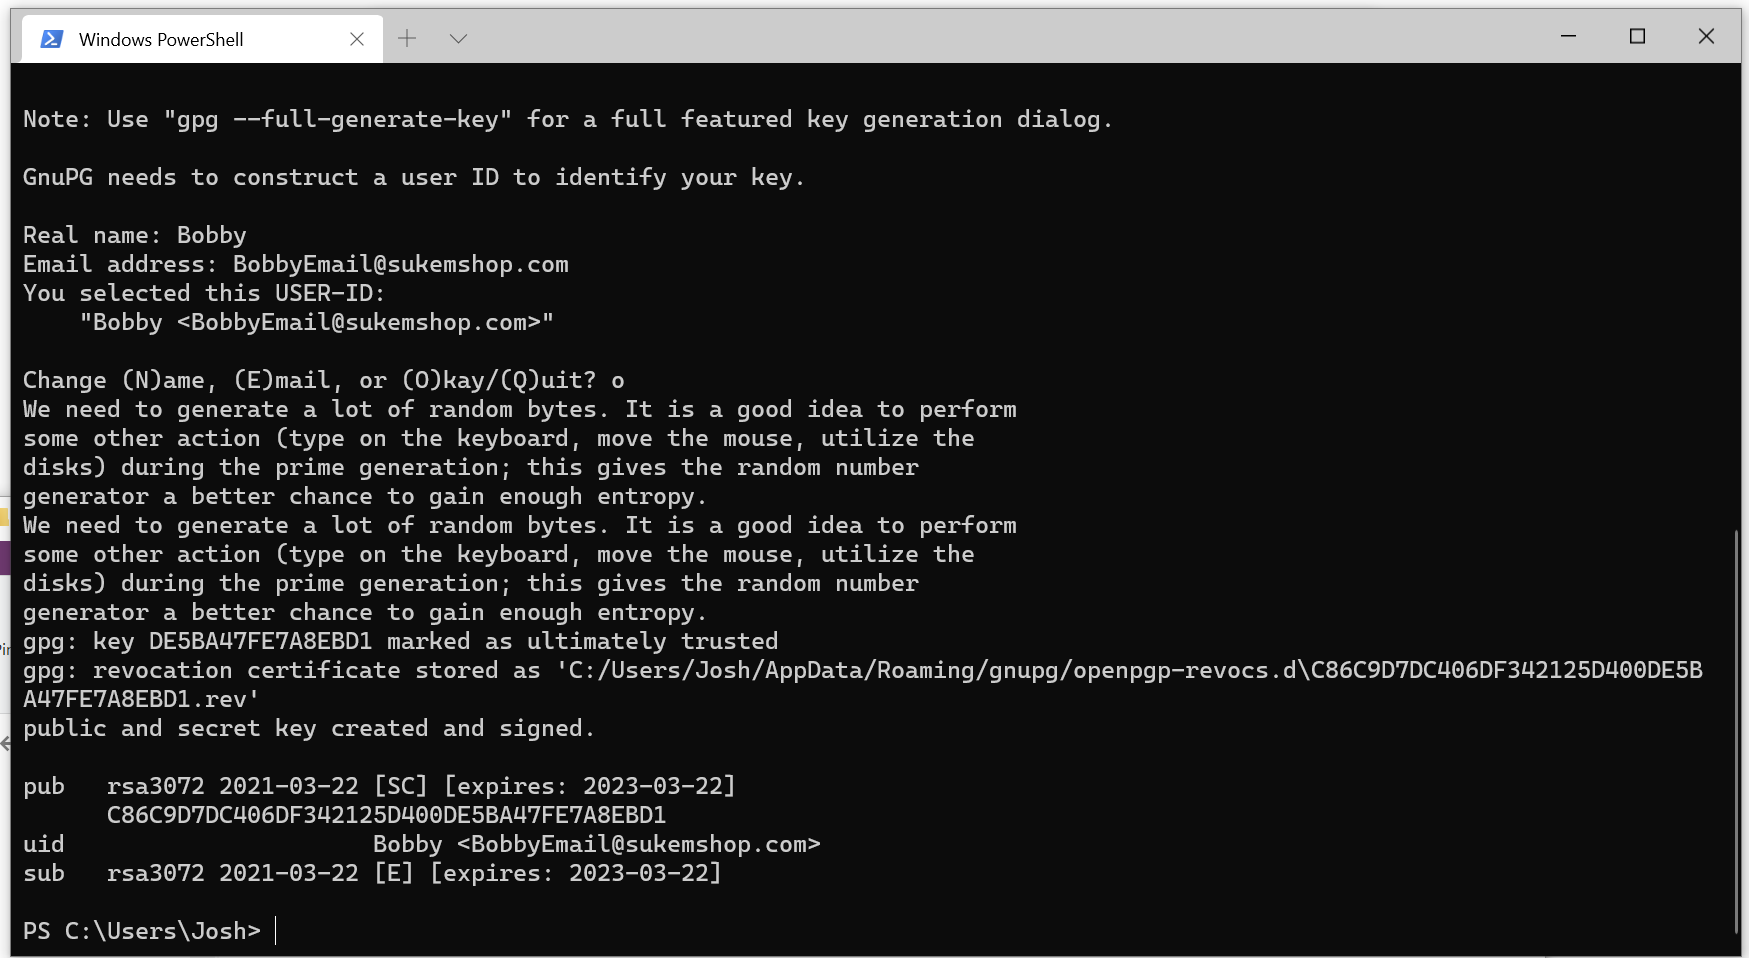 Windows PowerShell
Note: Use "gpg --full-generate-key" for a full featured key generation dialog.
GnuPG needs to construct a user ID to identify your key.
Real name: Bobby
Email address: BobbyEmail@sukemshop.com
You selected this USER-ID:
"Bobby <BobbyEmail@sukemshop.com>"
Change (N)ame, (E)mail, or (O)kay/(Q)uit? o
We need to generate a lot of random bytes. It is a good idea to perform
some other action (type on the keyboard, move the mouse, utilize the
disks) during the prime generation; this gives the random number
generator a better chance to gain enough entropy.
We need to generate a lot of random bytes. It is a good idea to perform
some other action (type on the keyboard, move the mouse, utilize the
disks) during the prime generation; this gives the random number
generator a better chance to gain enough entropy.
gpg: key DE5BA47FE7A8EBD1 marked as ultimately trusted
gpg: revocation certificate stored as 'C:/Users/Josh/AppData/Roaming/gnupg/openpgp-revocs.d\C86C9D7DC406DF342125D400DE5B
A47FE7A8EBD1.rev'
public and secret key created and signed.
pub   rsa3072 2021-03-22 [SC] [expires: 2023-03-22]
C86C9D7DC406DF342125D400DE5BA47FE7A8EBD1
uid                      Bobby <BobbyEmail@sukemshop.com>
sub   rsa3072 2021-03-22 [E] [expires: 2023-03-22]
PS C:\Users\Josh>